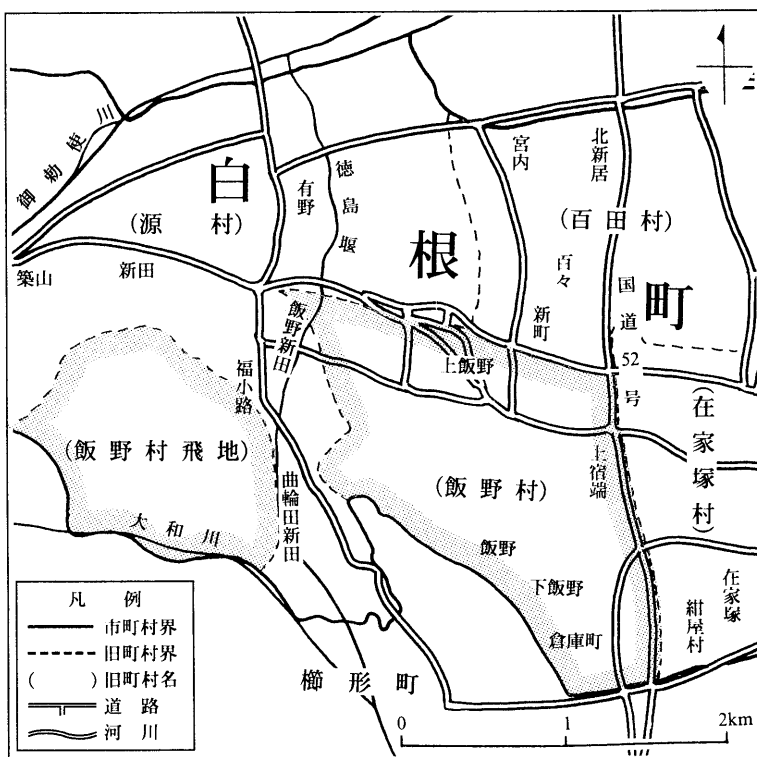 御勅使川
白
根
町
(源村)
有野
徳島堰
宮内
北新居
(百田村)
百々
新町
国道52号
築山
新田
飯野新田
上飯野
福小路
(在家塚村)
(飯野村飛地)
(飯野村)
上宿端
曲輪田新田
大和川
飯野
下飯野
倉庫町
在家塚
紺屋村
櫛形町
凡例
市町村界
旧町村界
( )旧町村名
道路
河川
0 1 2km